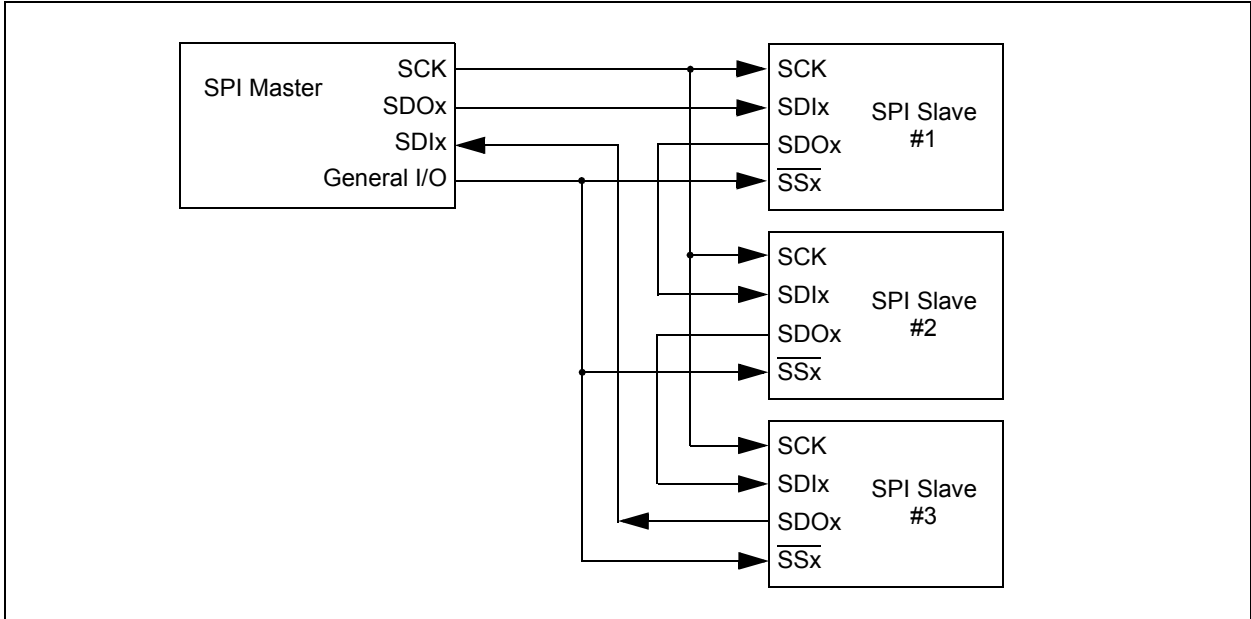 SPI Master
SCK
SDOx
SDIx
General I/O
SCK
SDIx
SDOx
SSx
SPI Slave
#1
SCK
SDIx
SDOx
SSx
SPI Slave
#2
SCK
SDIx
SDOx
SSx
SPI Slave
#3